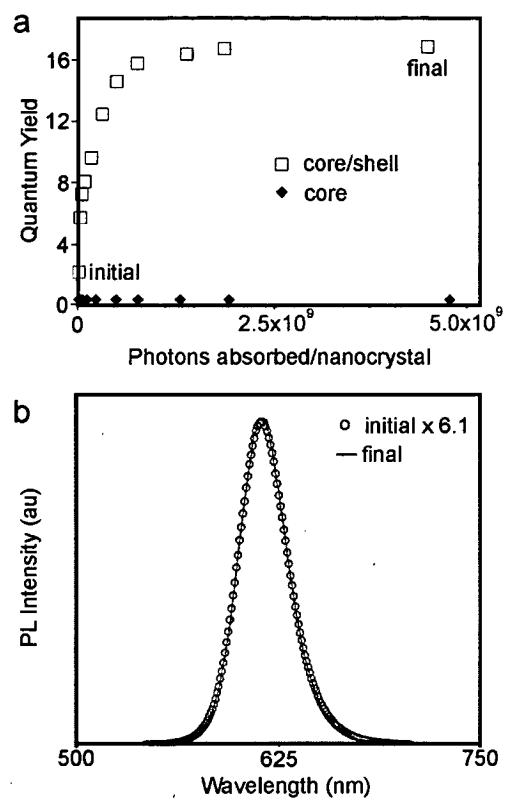 a
Quantum Yield
16
12
8
4
0
final
□ core/shell
◆ core
initial
0
2.5x10⁹
5.0x10⁹
Photons absorbed/nanocrystal
b
PL Intensity (au)
○ initial x 6.1
— final
500
625
750
Wavelength (nm)